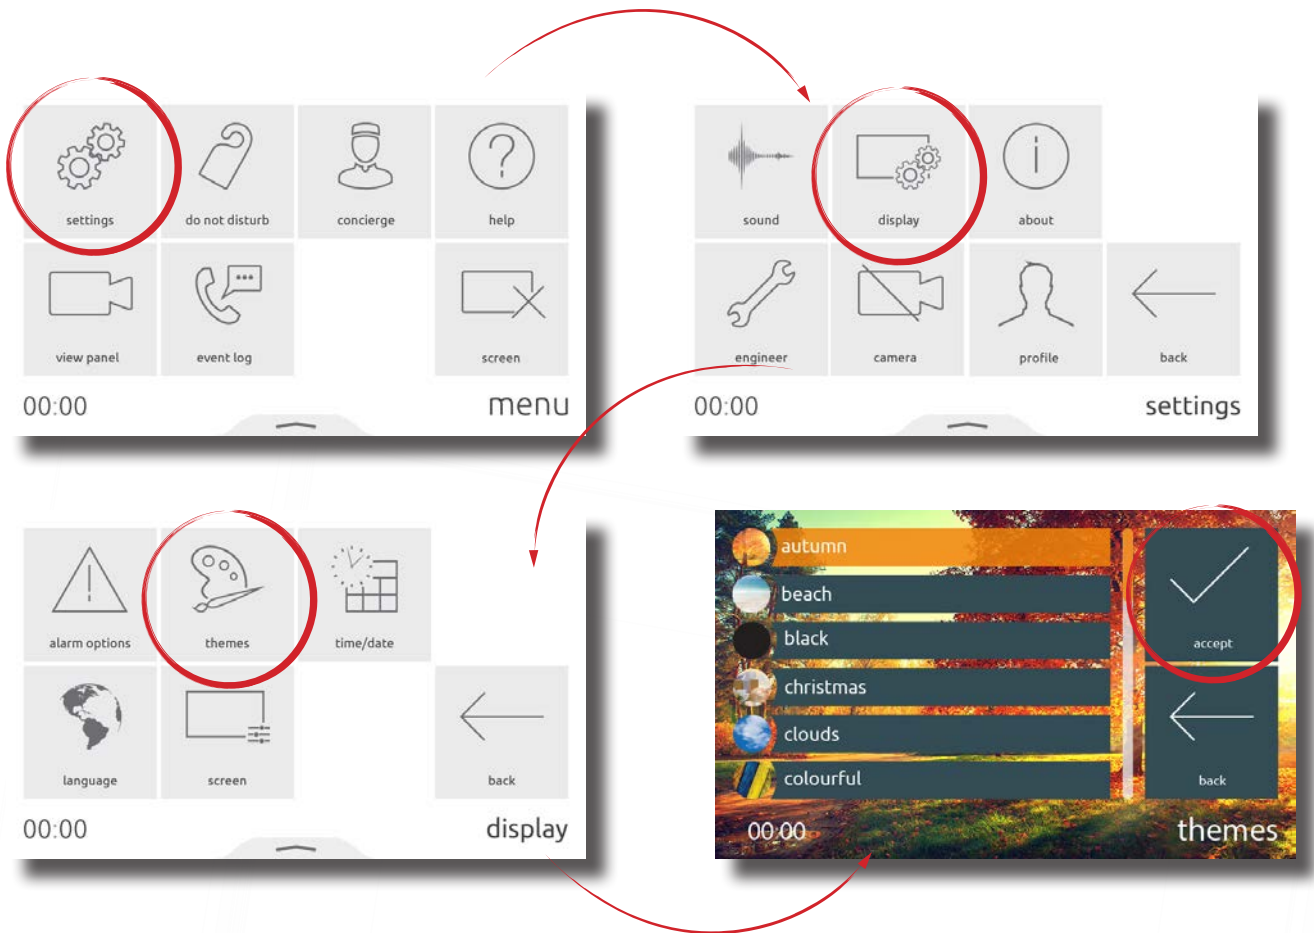 settings
do not disturb
concierge
help
view panel
event log
screen
00:00
menu
sound
display
about
engineer
camera
profile
back
00:00
settings
alarm options
themes
time/date
language
screen
back
00:00
display
autumn
beach
black
christmas
clouds
colourful
accept
back
00:00
themes